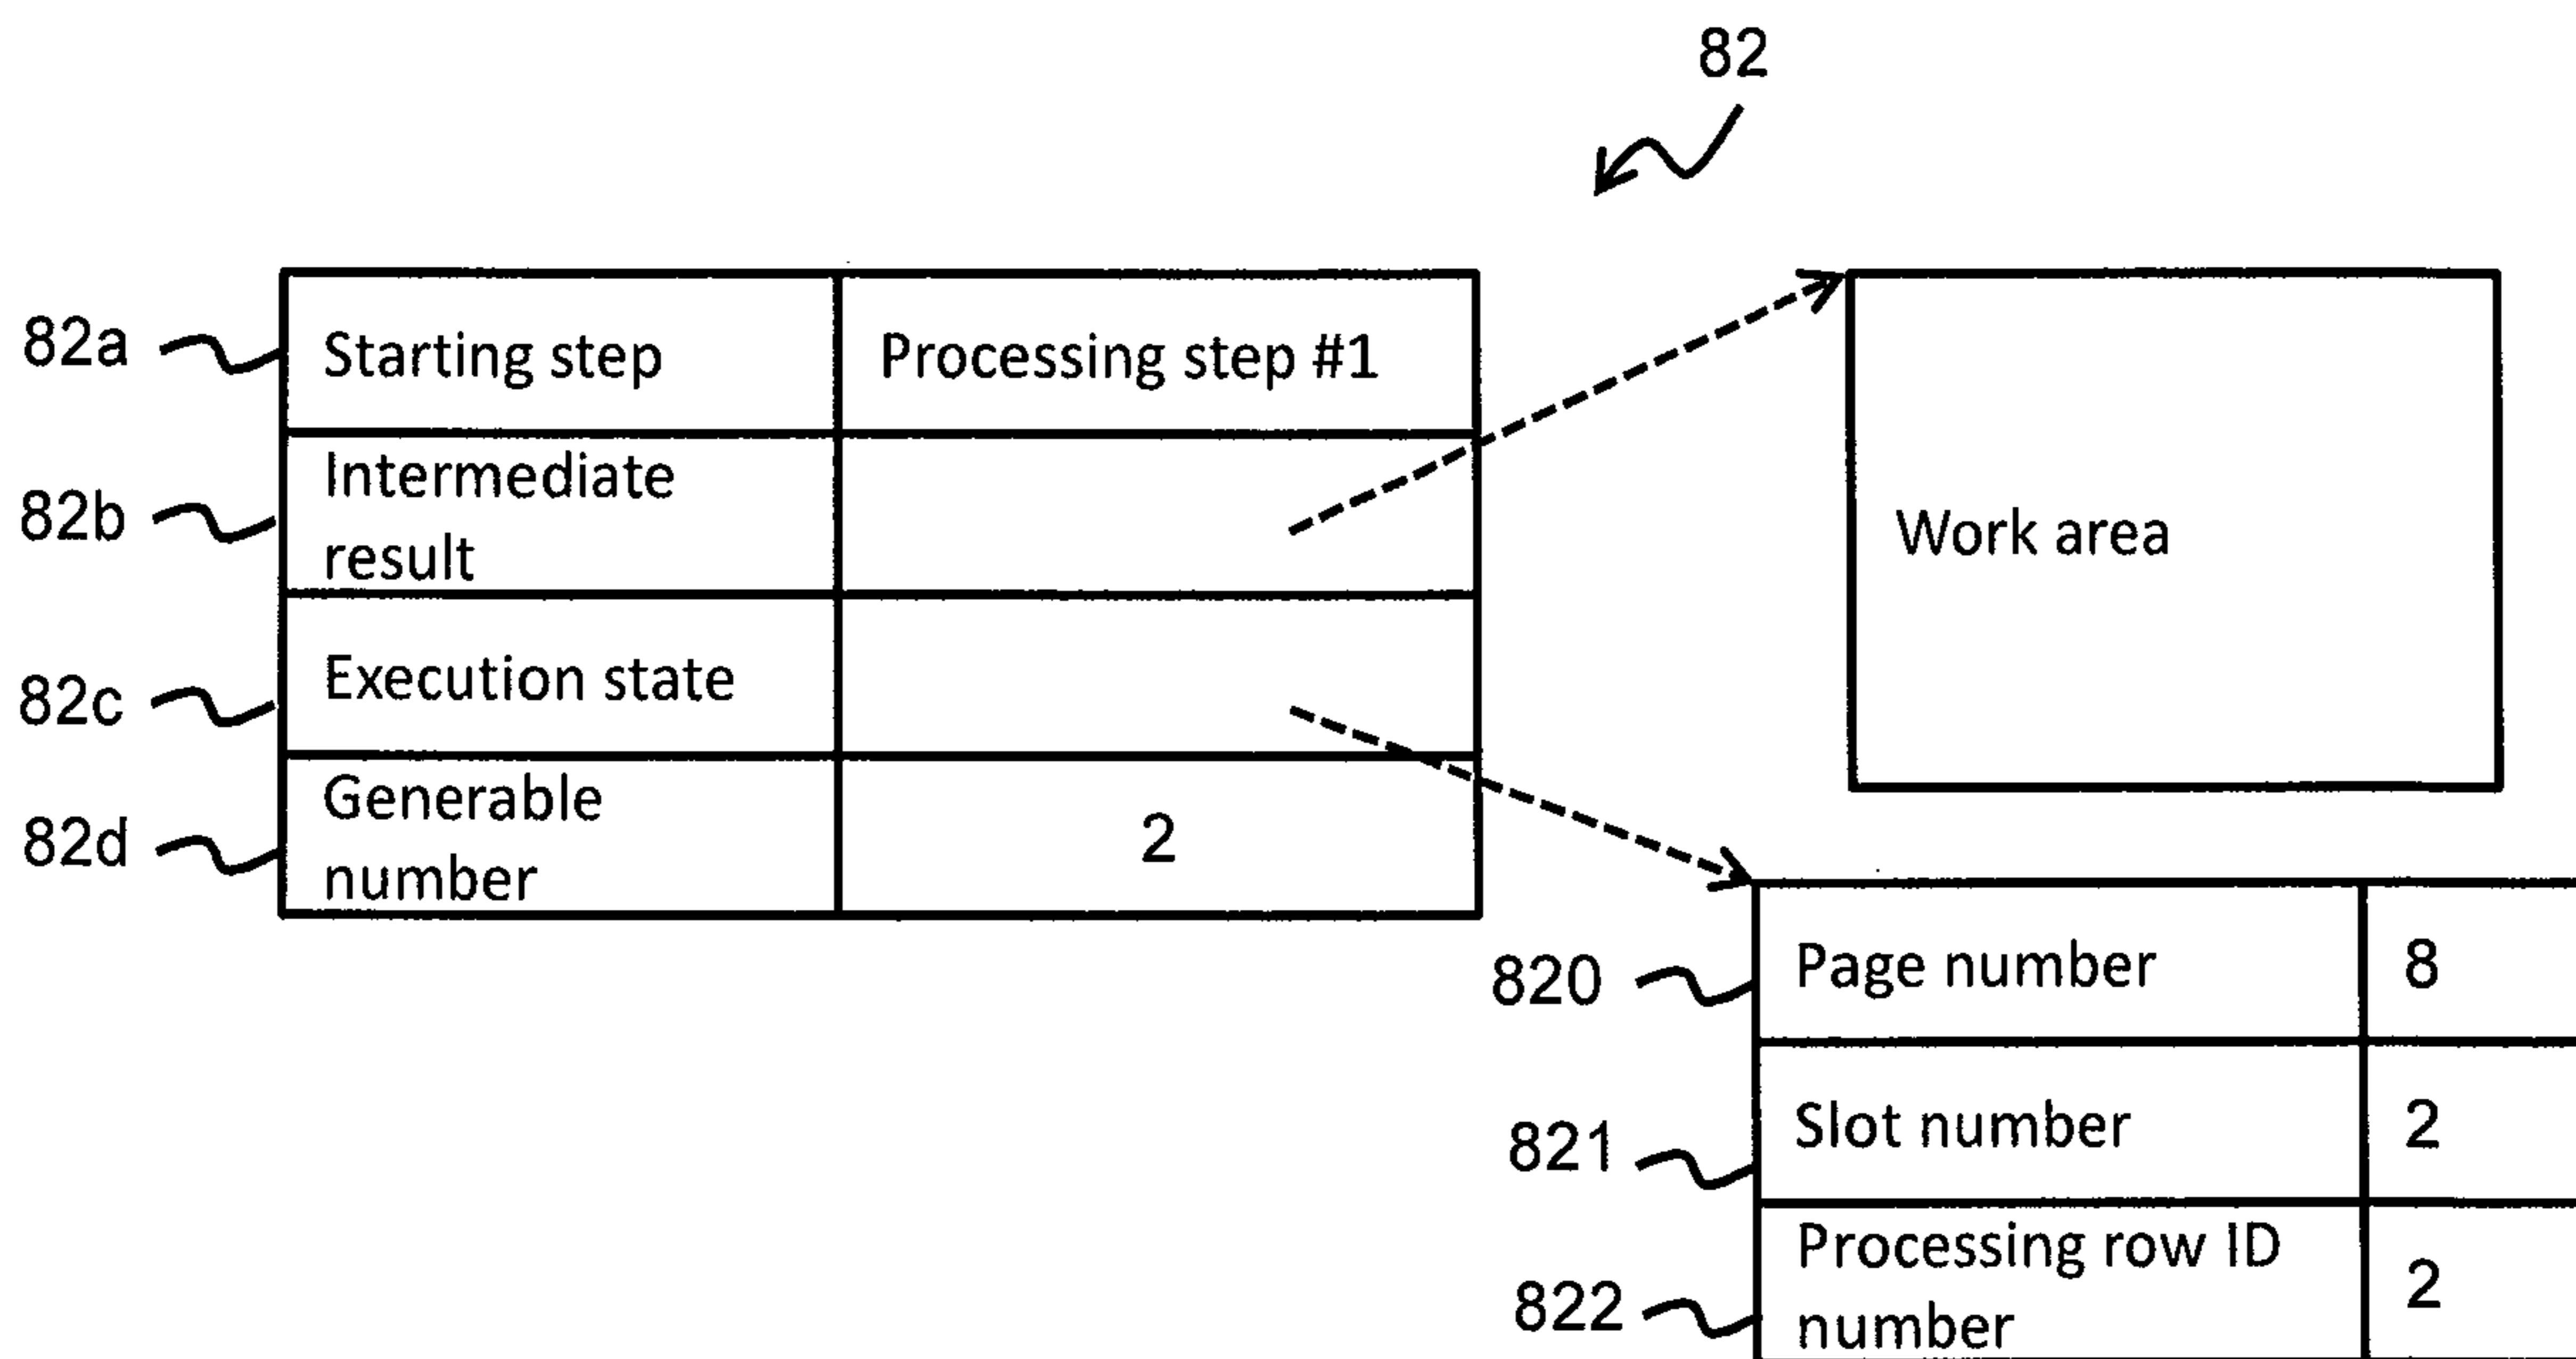 82
82a
Starting step
Processing step #1
82b
Intermediate
result
Work area
82c
Execution state
82d
Generable
number
2
820
Page number
8
821
Slot number
2
822
Processing row ID
number
2